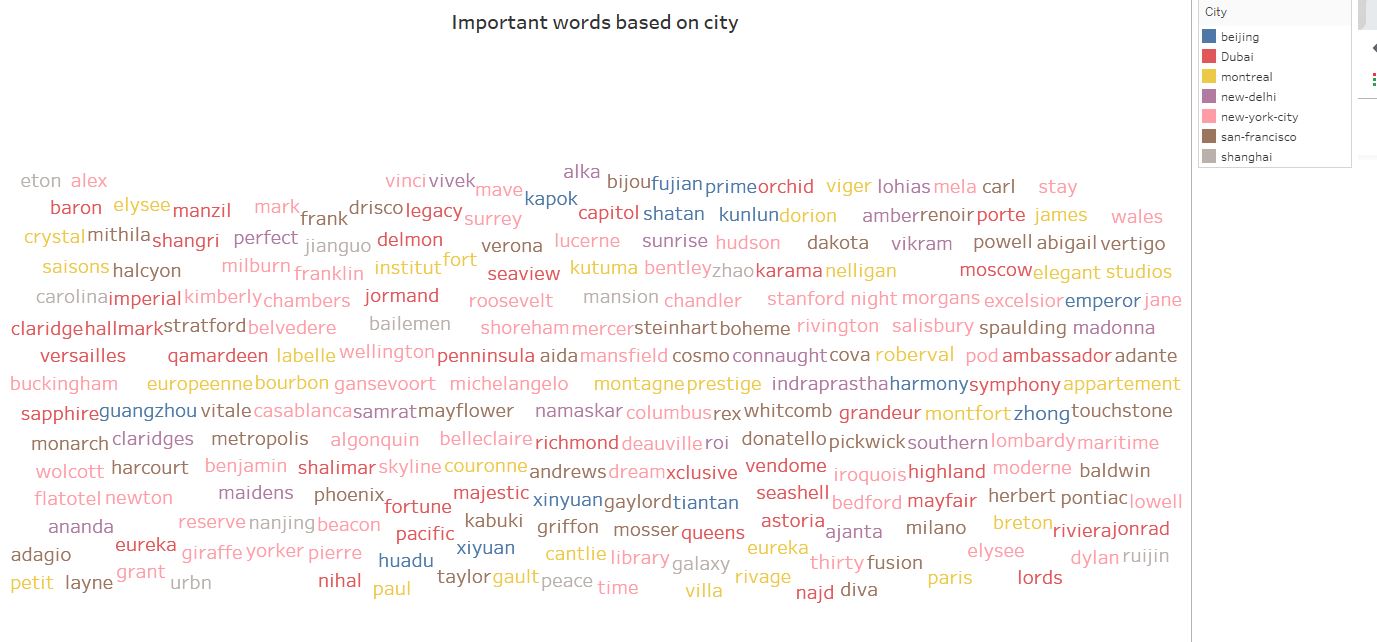 Important words based on city
City
beijing
Dubai
montreal
new-delhi
new-york-city
san-francisco
shanghai
eton alex vinci vivek mave alka bijou fujian prime orchid viger lohias mela carl stay
baron elysee manzil mark frank drisco legacy surrey kapok capitol shatan kunlun dorion amber renoir porte james wales
crystal mithila shangri perfect jianguo delmon verona lucerne sunrise hudson dakota vikram powell abigail vertigo
saisons halcyon milburn franklin institut fort seaview kutuma bentley zhao karama nelligan moscow elegant studios
carolina imperial kimberly chambers jormand roosevelt mansion chandler stanford night morgans excelsior emperor jane
claridge hallmark stratford belvedere bailemen shoreham mercer steinhart boheme rivington salisbury spaulding madonna
versailles qamardeen labelle wellington penninsula aida mansfield cosmo connaught cova roberval pod ambassador adante
buckingham europeenne bourbon gansevoort michelangelo montagne prestige indraprastha harmony symphony appartement
sapphire guangzhou vitale casablanca samrat mayflower namaskar columbus rex whitcomb grandeur montfort zhong touchstone
monarch claridges metropolis algonquin belleclaire richmond deauville roi donatello pickwick southern lombardy maritime
wolcott harcourt benjamin shalimar skyline couronne andrews dream xclusive vendome iroquois highland moderne baldwin
flatotel newton maidens phoenix fortune majestic xinyuan gaylord tiantan seashell bedford mayfair herbert pontiac lowell
ananda reserve nanjing beacon pacific kabuki griffon mosser queens astoria ajanta milano breton riviera jonrad
adagio eureka giraffe yorker pierre huadu xiyuan cantlie library galaxy eureka thirty fusion elysee dylan ruijin
petit layne grant urbn nihal paul taylor gault peace time villa rivage najd diva paris lords